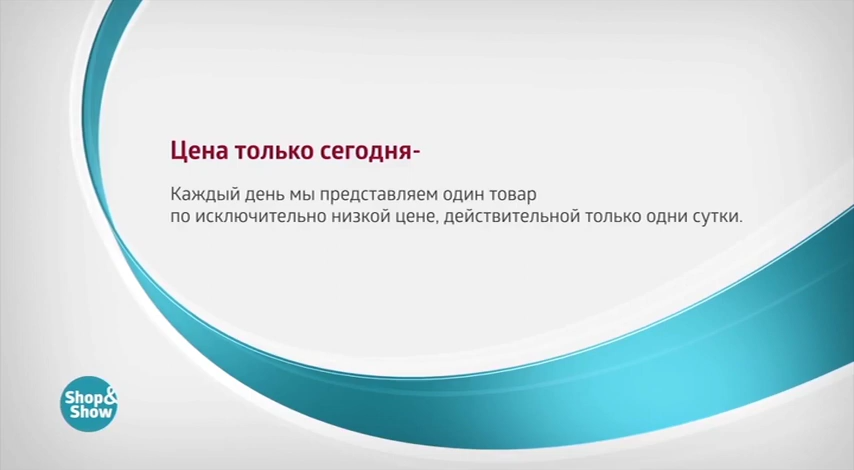 Цена только сегодня-
Каждый день мы представляем один товар
по исключительно низкой цене, действительной только одни сутки.
Shop&
Show